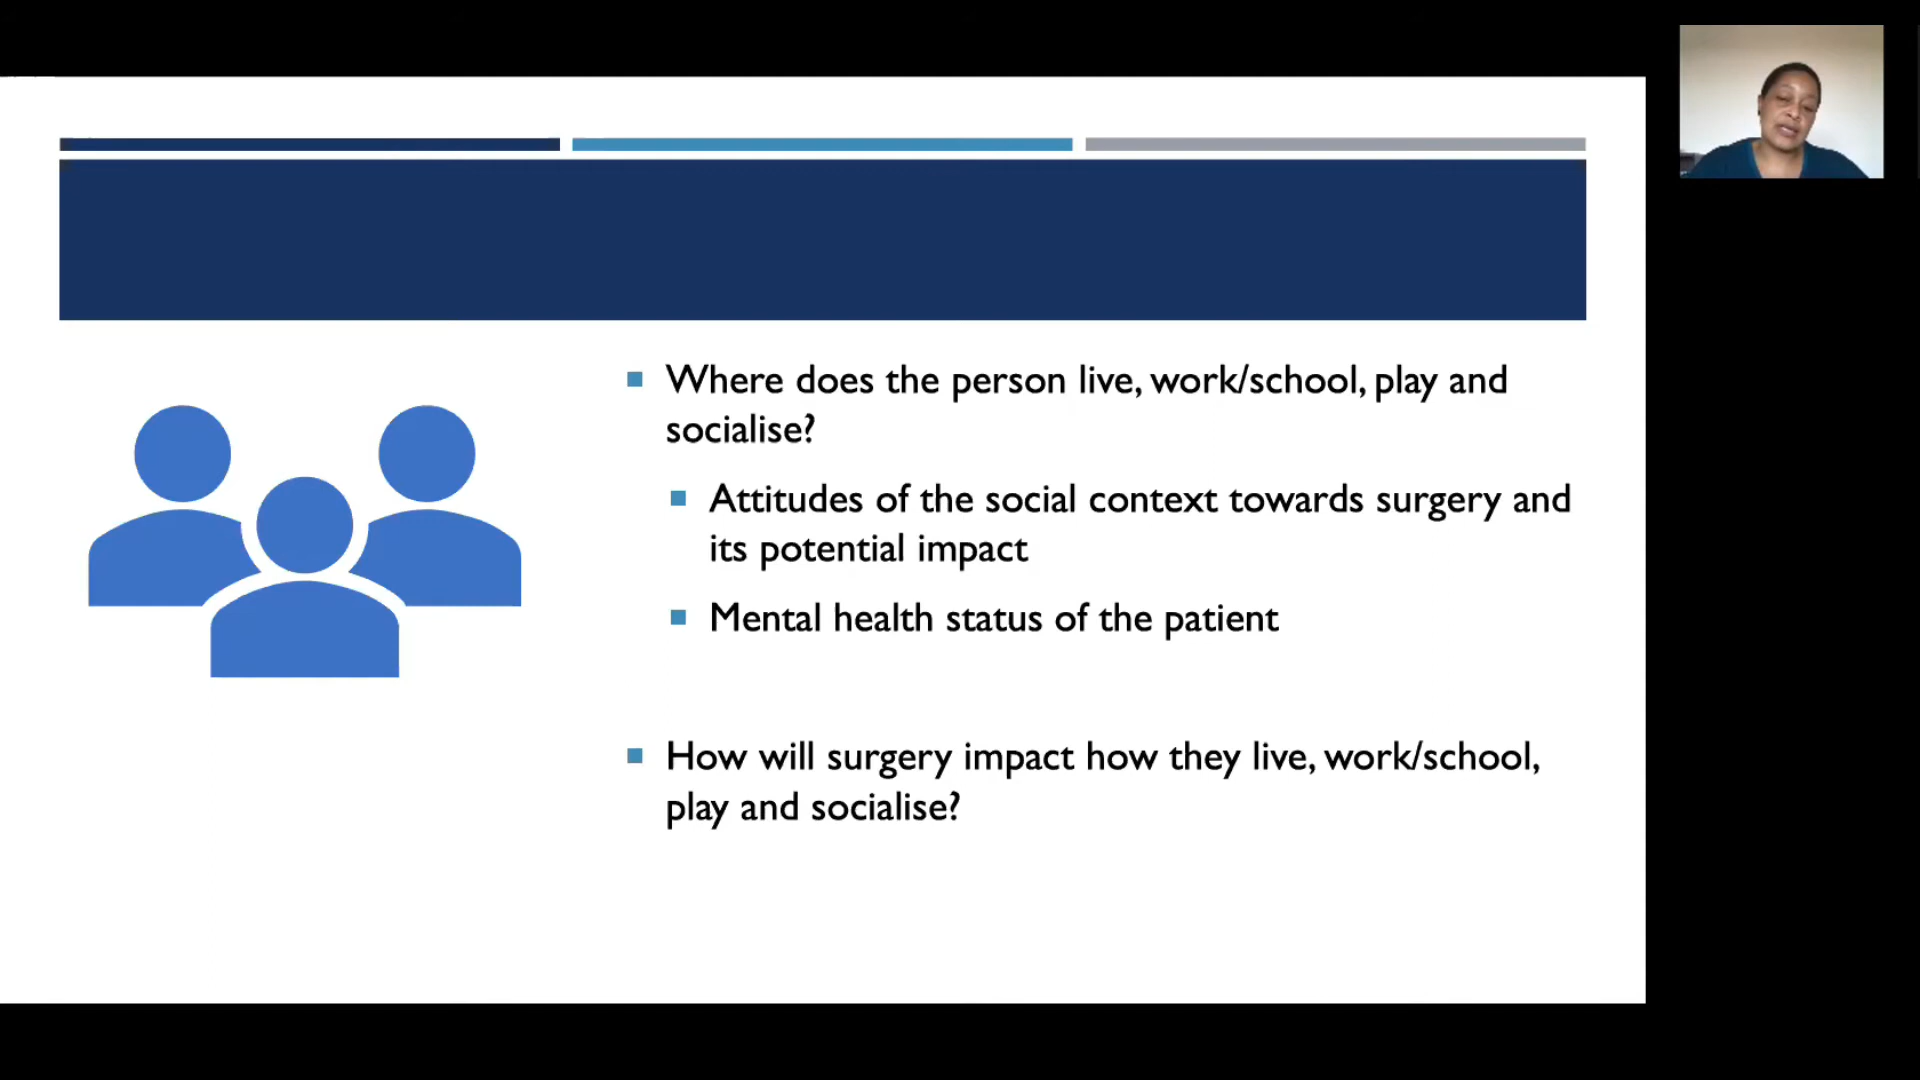 Where does the person live, work/school, play and
socialise?
Attitudes of the social context towards surgery and
its potential impact
Mental health status of the patient
How will surgery impact how they live, work/school,
play and socialise?